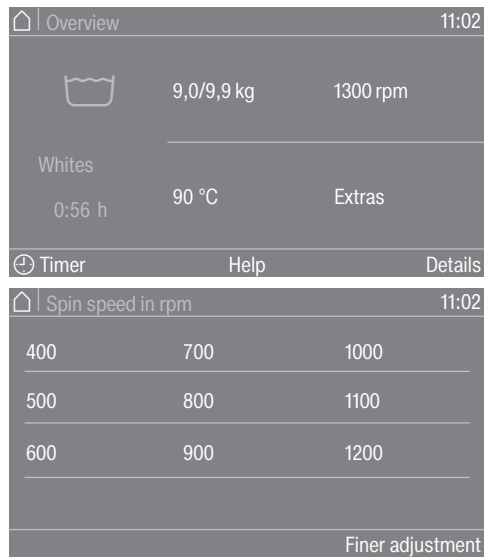 Overview 11:02
9,0/9,9 kg 1300 rpm
Whites
90 °C Extras
0:56 h
Timer Help Details
Spin speed in rpm 11:02
400 700 1000
500 800 1100
600 900 1200
Finer adjustment